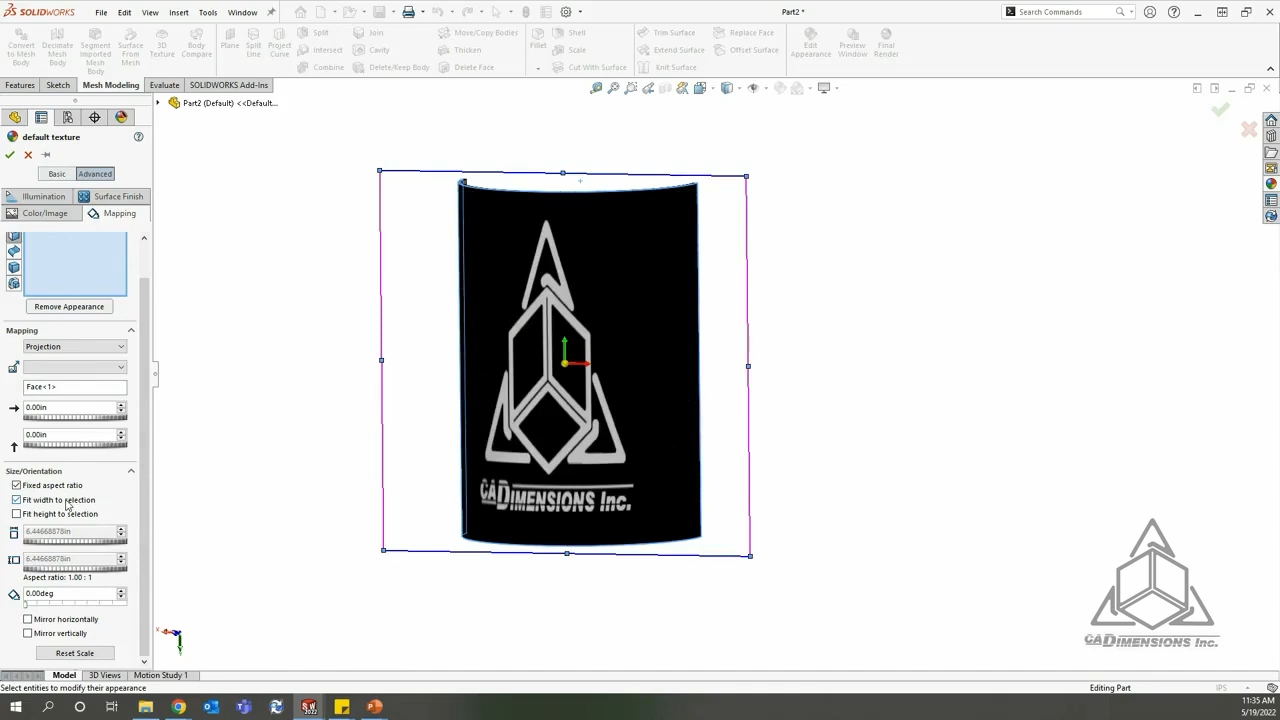 SOLIDWORKS File Edit View Insert Tools Window Part2 * Search Commands
Convert to Mesh Body
Decimate Mesh Body
Segment Imported Mesh Body
Surface From Mesh
3D Texture
Body Compare
Plane
Split Line
Project Curve
Split Join Move/Copy Bodies
Intersect Cavity Thicken
Combine Delete/Keep Body Delete Face
Fillet
Shell Trim Surface Replace Face
Scale Extend Surface Offset Surface
Cut With Surface Knit Surface
Edit Appearance
Preview Window
Final Render
Features Sketch Mesh Modeling Evaluate SOLIDWORKS Add-Ins
Part2 (Default) <<Default...
default texture
Basic Advanced
Illumination Surface Finish
Color/Image Mapping
Remove Appearance
Mapping
Projection
Face<1>
0.00in
0.00in
Size/Orientation
Fixed aspect ratio
Fit width to selection
Fit height to selection
6.44668878in
6.44668878in
Aspect ratio: 1.00 : 1
0.00deg
Mirror horizontally
Mirror vertically
Reset Scale
CADIMENSIONS Inc.
CADIMENSIONS Inc.
Model 3D Views Motion Study 1
Select entities to modify their appearance Editing Part IPS
11:35 AM
5/19/2022